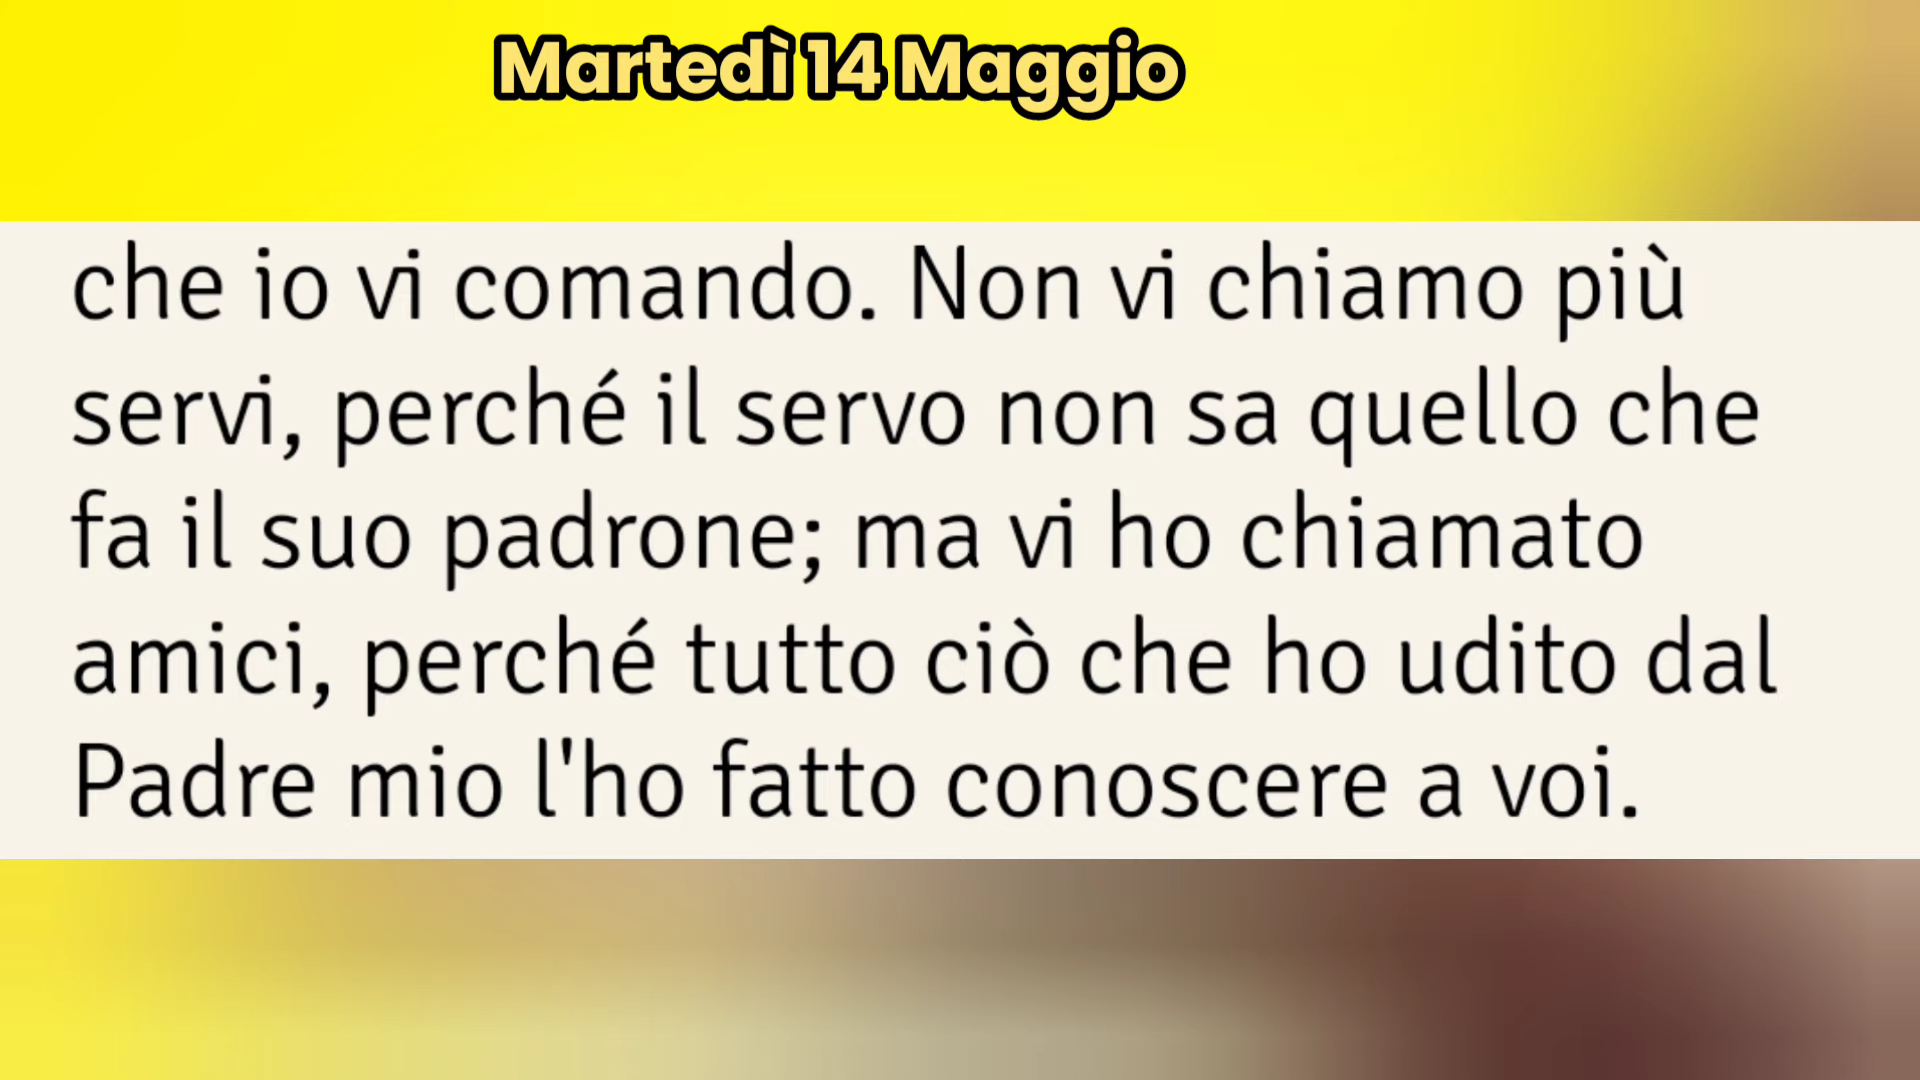 Martedì 14 Maggio
che io vi comando. Non vi chiamo più
servi, perché il servo non sa quello che
fa il suo padrone; ma vi ho chiamato
amici, perché tutto ciò che ho udito dal
Padre mio l'ho fatto conoscere a voi.